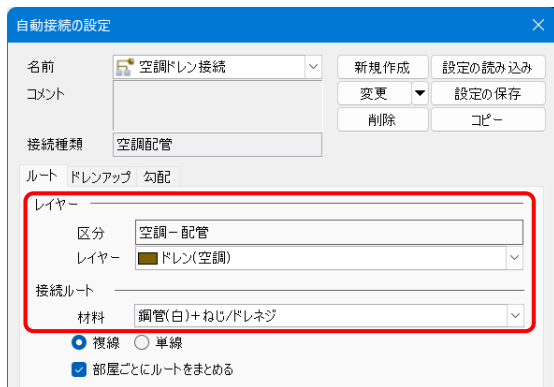 自動接続の設定
名前 空調ドレン接続 新規作成 設定の読み込み
コメント 変更 設定の保存
削除 コピー
接続種類 空調配管
ルート ドレンアップ 勾配
レイヤー
区分 空調－配管
レイヤー ドレン(空調)
接続ルート
材料 鋼管(白)+ねじ/ドレネジ
複線 単線
部屋ごとにルートをまとめる